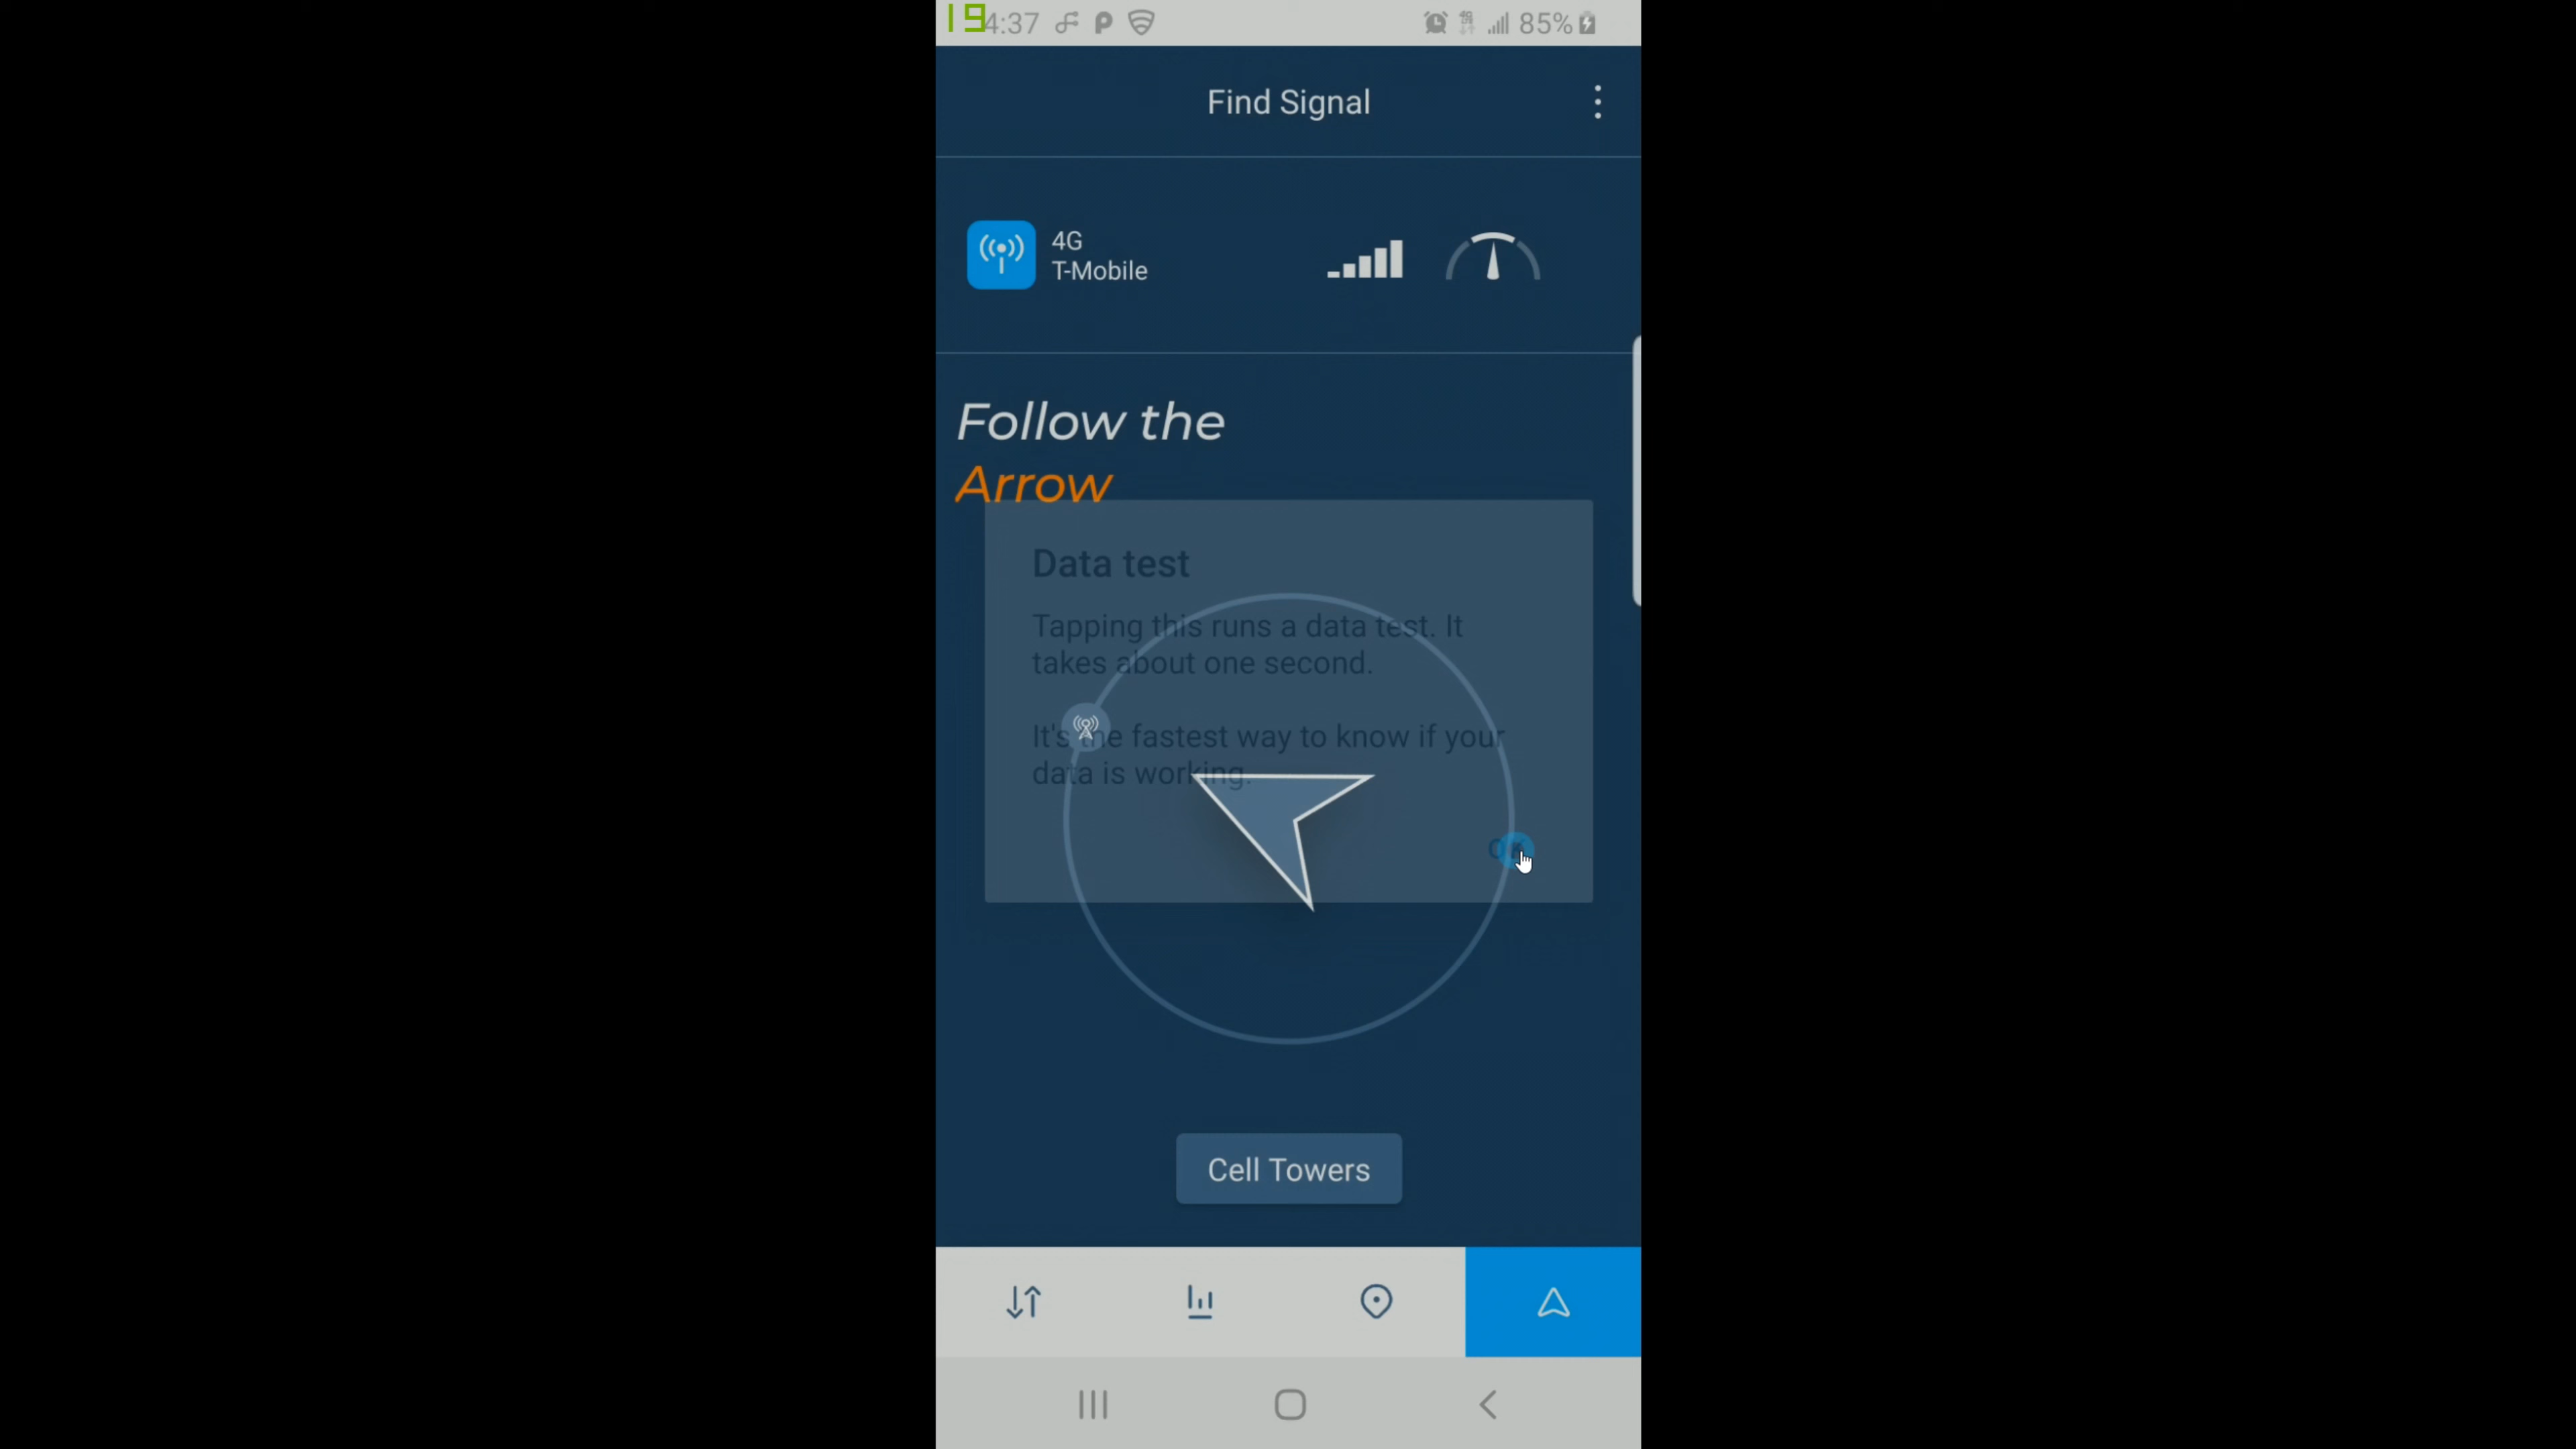 19
4:37
85%
Find Signal
4G
T-Mobile
Follow the
Arrow
Data test
Tapping this runs a data test. It
takes about one second.
It's the fastest way to know if your
data is working.
Cell Towers